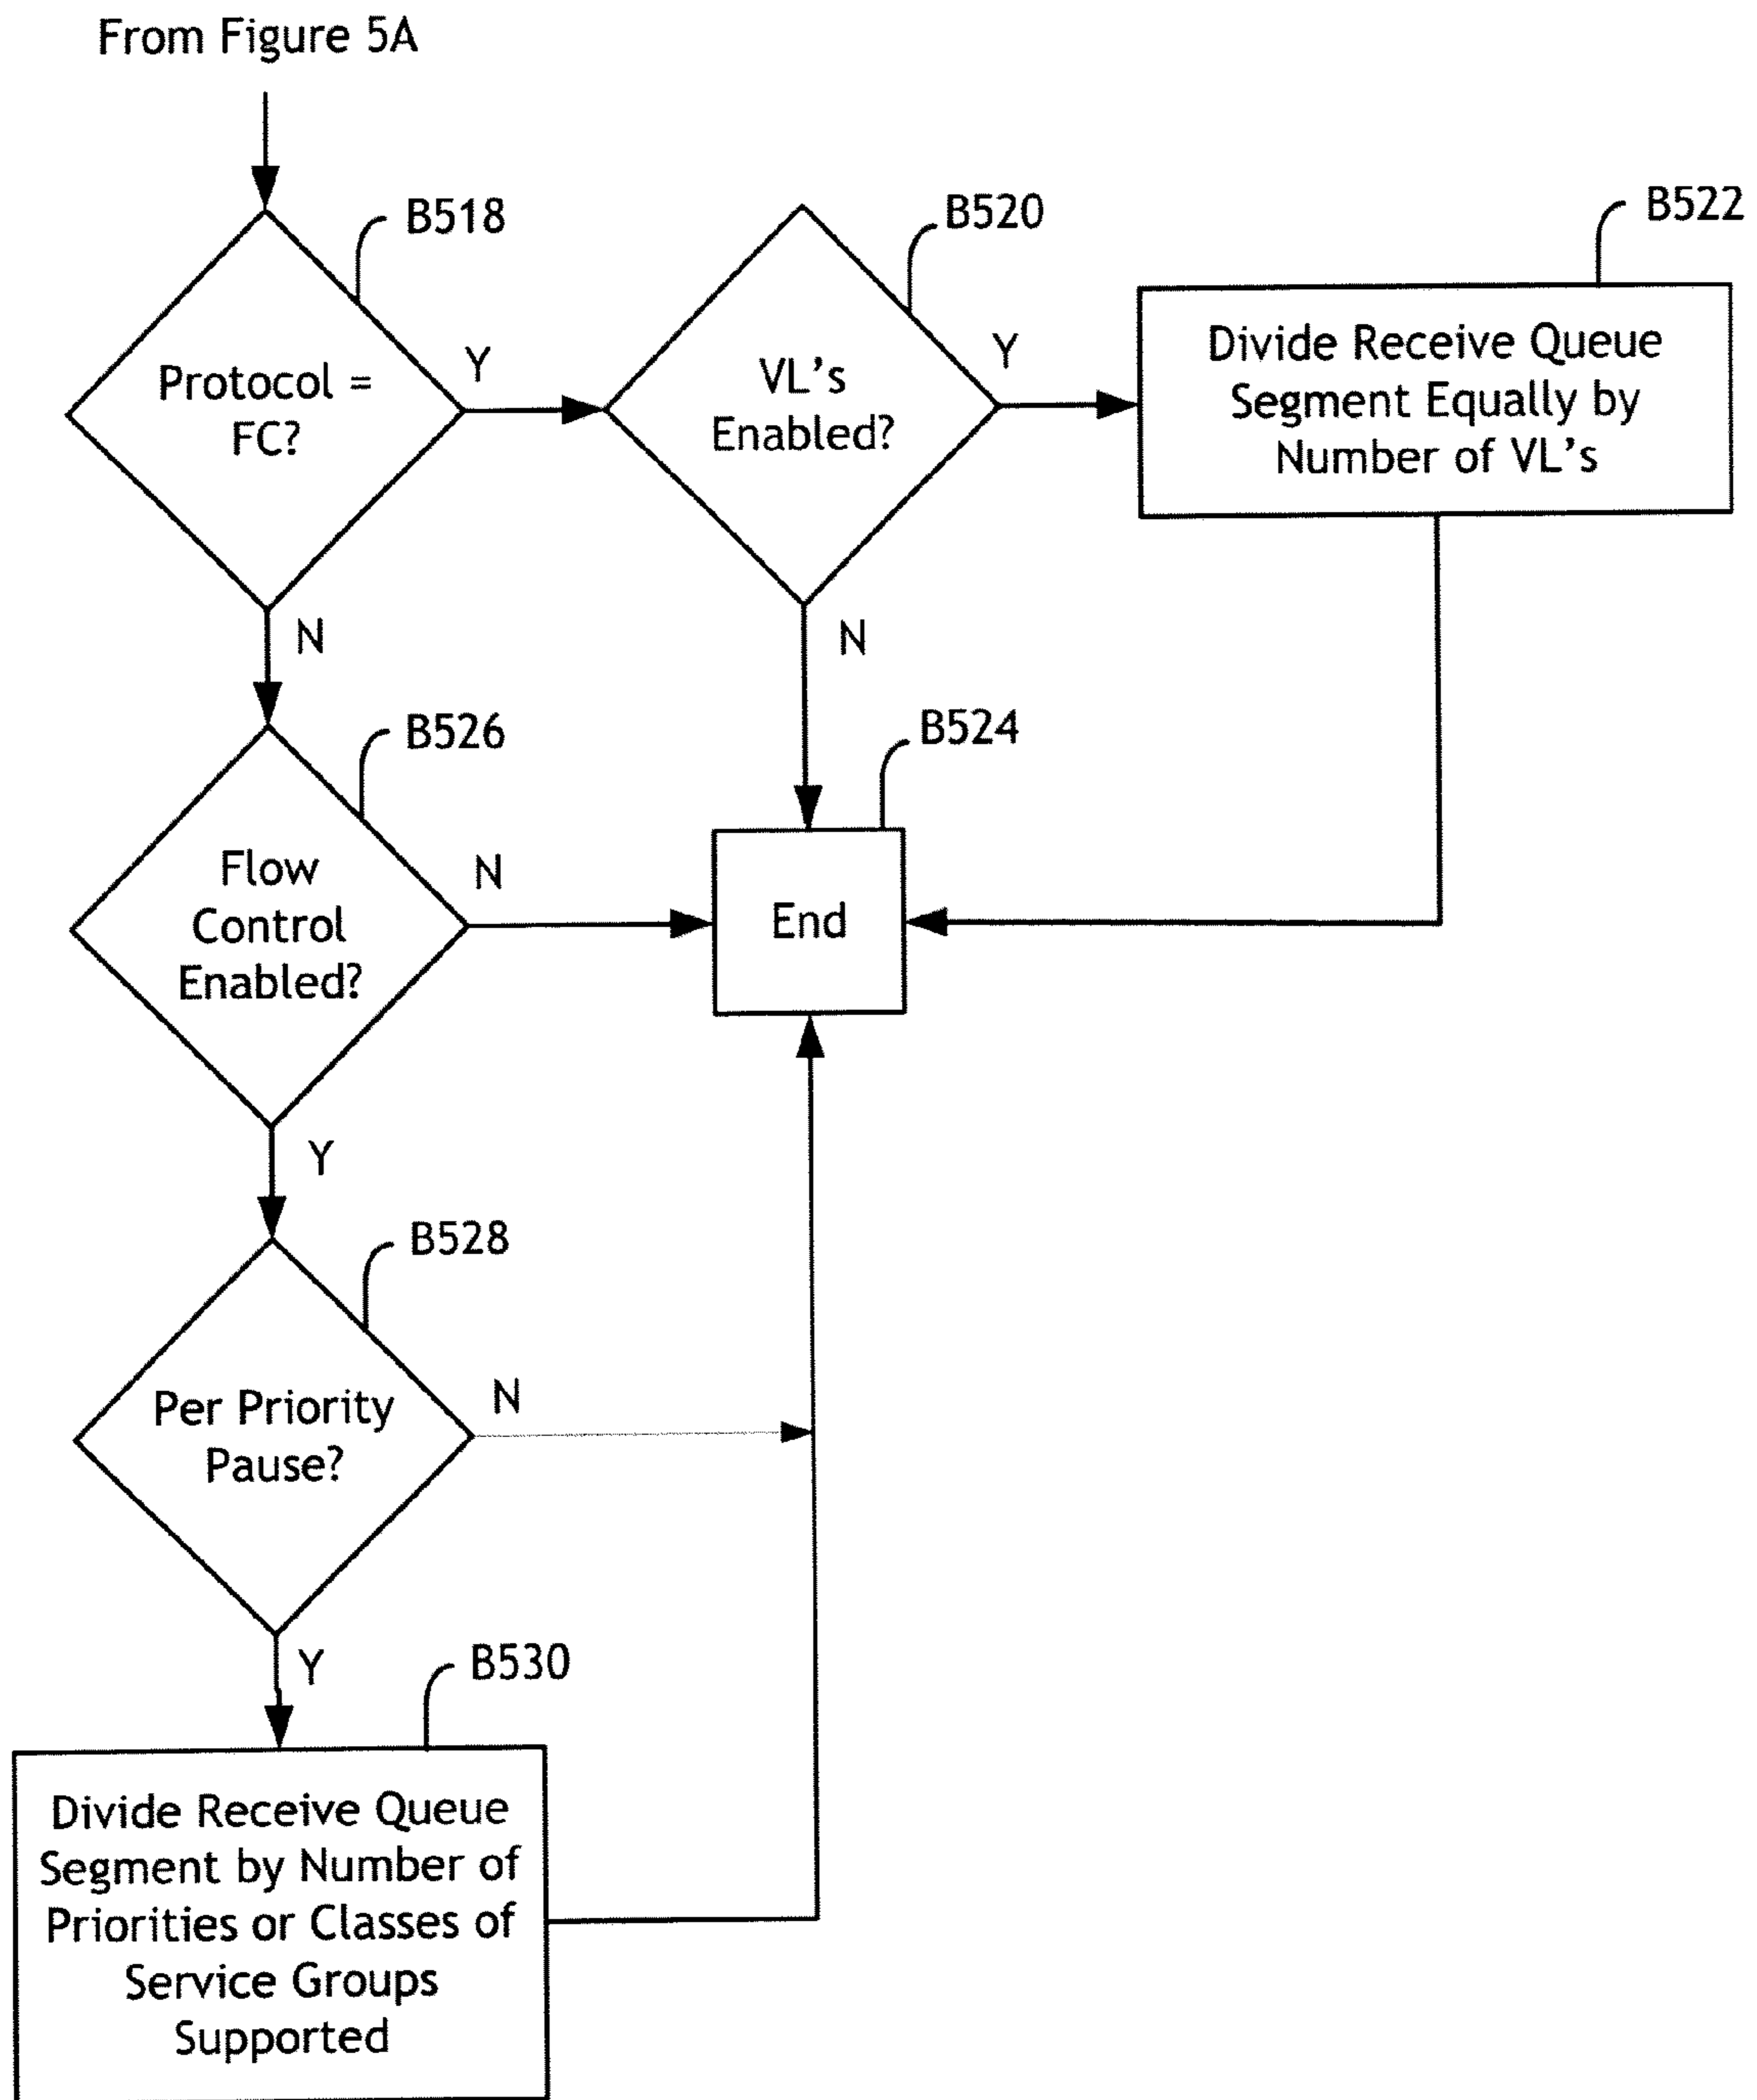 From Figure 5A
B518
B520
B522
Protocol =
FC?
Y
VL's
Enabled?
Y
Divide Receive Queue
Segment Equally by
Number of VL's
N
N
B526
B524
Flow
Control
Enabled?
N
End
Y
B528
Per Priority
Pause?
N
Y
B530
Divide Receive Queue
Segment by Number of
Priorities or Classes of
Service Groups
Supported